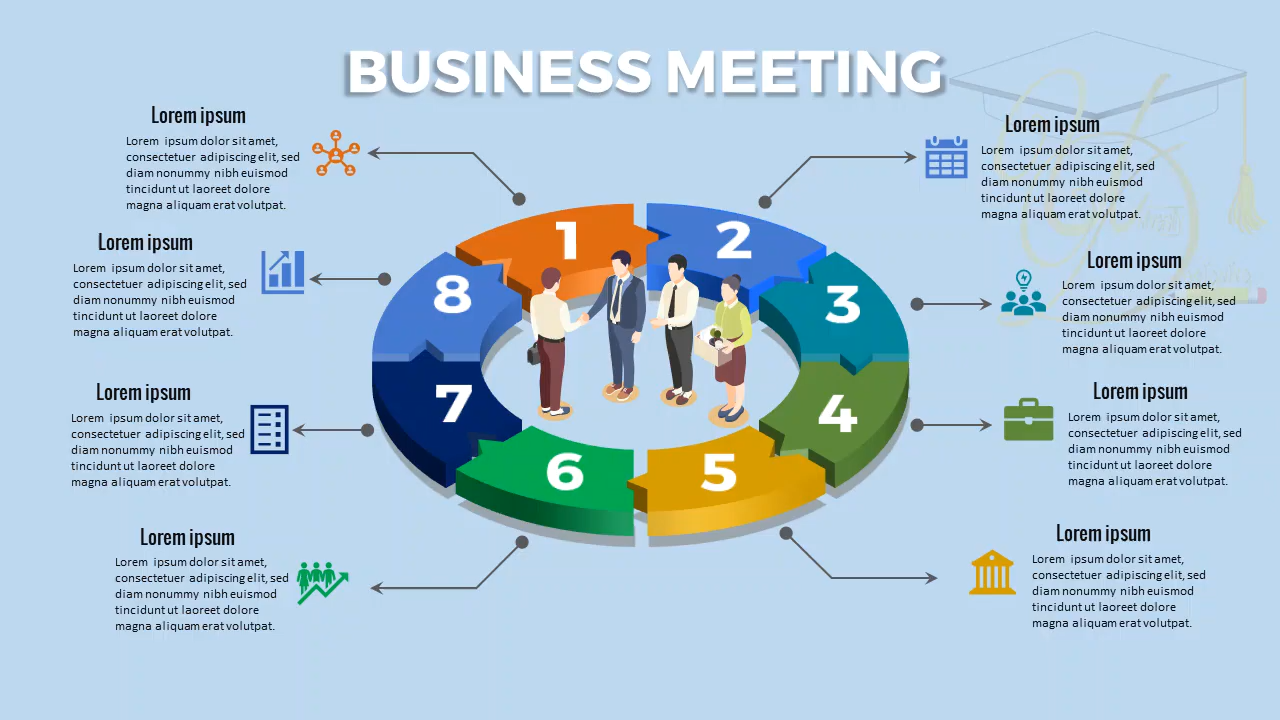 BUSINESS MEETING
Lorem ipsum
Lorem ipsum dolor sit amet,
consectetuer adipiscing elit, sed
diam nonummy nibh euismod
tincidunt ut laoreet dolore
magna aliquam erat volutpat.
Lorem ipsum
Lorem ipsum dolor sit amet,
consectetuer adipiscing elit, sed
diam nonummy nibh euismod
tincidunt ut laoreet dolore
magna aliquam erat volutpat.
Lorem ipsum
Lorem ipsum dolor sit amet,
consectetuer adipiscing elit, sed
diam nonummy nibh euismod
tincidunt ut laoreet dolore
magna aliquam erat volutpat.
Lorem ipsum
Lorem ipsum dolor sit amet,
consectetuer adipiscing elit, sed
diam nonummy nibh euismod
tincidunt ut laoreet dolore
magna aliquam erat volutpat.
1
2
3
4
5
6
7
8
Lorem ipsum
Lorem ipsum dolor sit amet,
consectetuer adipiscing elit, sed
diam nonummy nibh euismod
tincidunt ut laoreet dolore
magna aliquam erat volutpat.
Lorem ipsum
Lorem ipsum dolor sit amet,
consectetuer adipiscing elit, sed
diam nonummy nibh euismod
tincidunt ut laoreet dolore
magna aliquam erat volutpat.
Lorem ipsum
Lorem ipsum dolor sit amet,
consectetuer adipiscing elit, sed
diam nonummy nibh euismod
tincidunt ut laoreet dolore
magna aliquam erat volutpat.
Lorem ipsum
Lorem ipsum dolor sit amet,
consectetuer adipiscing elit, sed
diam nonummy nibh euismod
tincidunt ut laoreet dolore
magna aliquam erat volutpat.